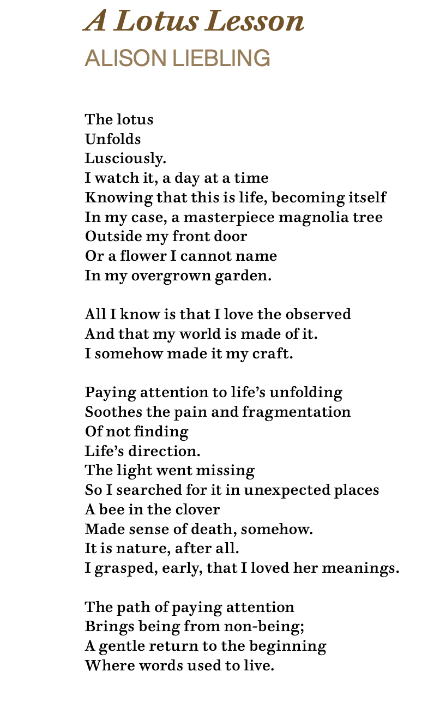 A Lotus Lesson
ALISON LIEBLING
The lotus
Unfolds
Lusciously.
I watch it, a day at a time
Knowing that this is life, becoming itself
In my case, a masterpiece magnolia tree
Outside my front door
Or a flower I cannot name
In my overgrown garden.
All I know is that I love the observed
And that my world is made of it.
I somehow made it my craft.
Paying attention to life’s unfolding
Soothes the pain and fragmentation
Of not finding
Life’s direction.
The light went missing
So I searched for it in unexpected places
A bee in the clover
Made sense of death, somehow.
It is nature, after all.
I grasped, early, that I loved her meanings.
The path of paying attention
Brings being from non-being;
A gentle return to the beginning
Where words used to live.